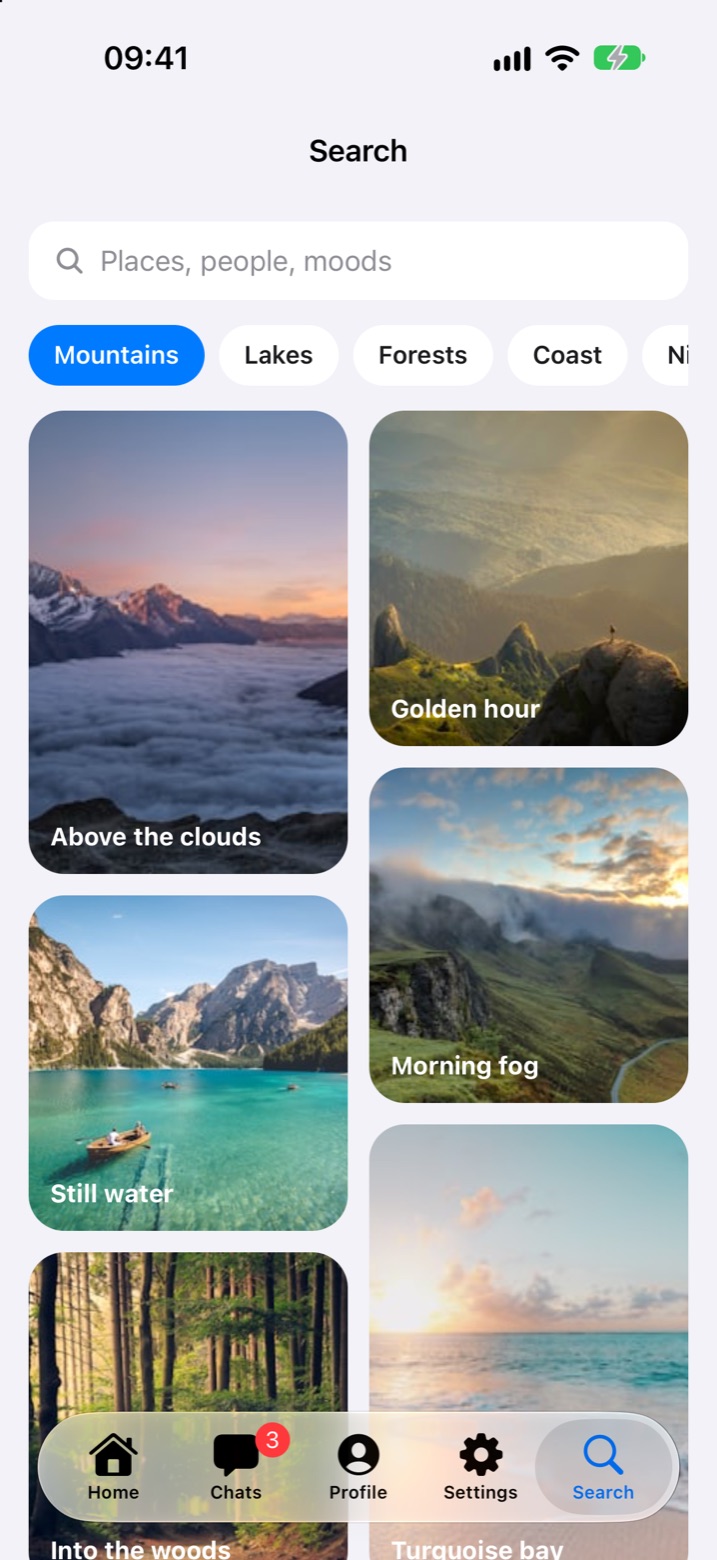 09:41
Search
Places, people, moods
Mountains
Lakes
Forests
Coast
Ni
Above the clouds
Golden hour
Still water
Morning fog
Into the woods
Turquoise bay
3
Home
Chats
Profile
Settings
Search